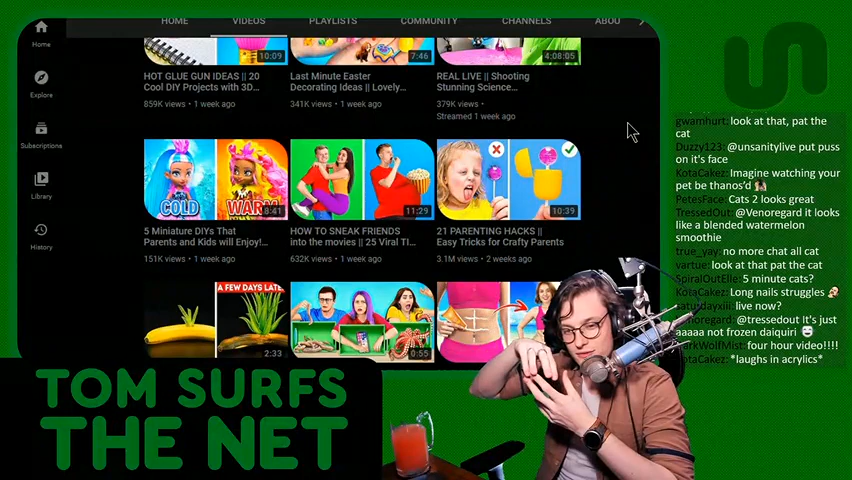 HOME VIDEOS PLAYLISTS COMMUNITY CHANNELS ABOU
Home
Explore
Subscriptions
Library
History
10:09
7:46
4:08:05
HOT GLUE GUN IDEAS || 20
Cool DIY Projects with 3D...
859K views • 1 week ago
Last Minute Easter
Decorating Ideas || Lovely...
341K views • 1 week ago
REAL LIVE || Shooting
Stunning Science...
379K views •
Streamed 1 week ago
COLD WARM
8:41
11:29
10:39
5 Miniature DIYs That
Parents and Kids will Enjoy!...
151K views • 1 week ago
HOW TO SNEAK FRIENDS
into the movies || 25 Viral TI...
632K views • 1 week ago
21 PARENTING HACKS ||
Easy Tricks for Crafty Parents
3.1M views • 2 weeks ago
A FEW DAYS LATE
2:33
0:55
TOM SURFS
THE NET
gwamhurt: look at that, pat the
cat
Duzzy123: @unsanitylive put puss
on it's face
KotaCakez: Imagine watching your
pet be thanos'd
PetesFace: Cats 2 looks great
TressedOut: @Venoregard it looks
like a blended watermelon
smoothie
true_yay: no more chat all cat
vartue: look at that pat the cat
SpiralOutElle: 5 minute cats?
KotaCakez: Long nails struggles
saturdayxiii: live now?
@tressedout It's just
aaaaa not frozen daiquiri
four hour video!!!!
*laughs in acrylics*